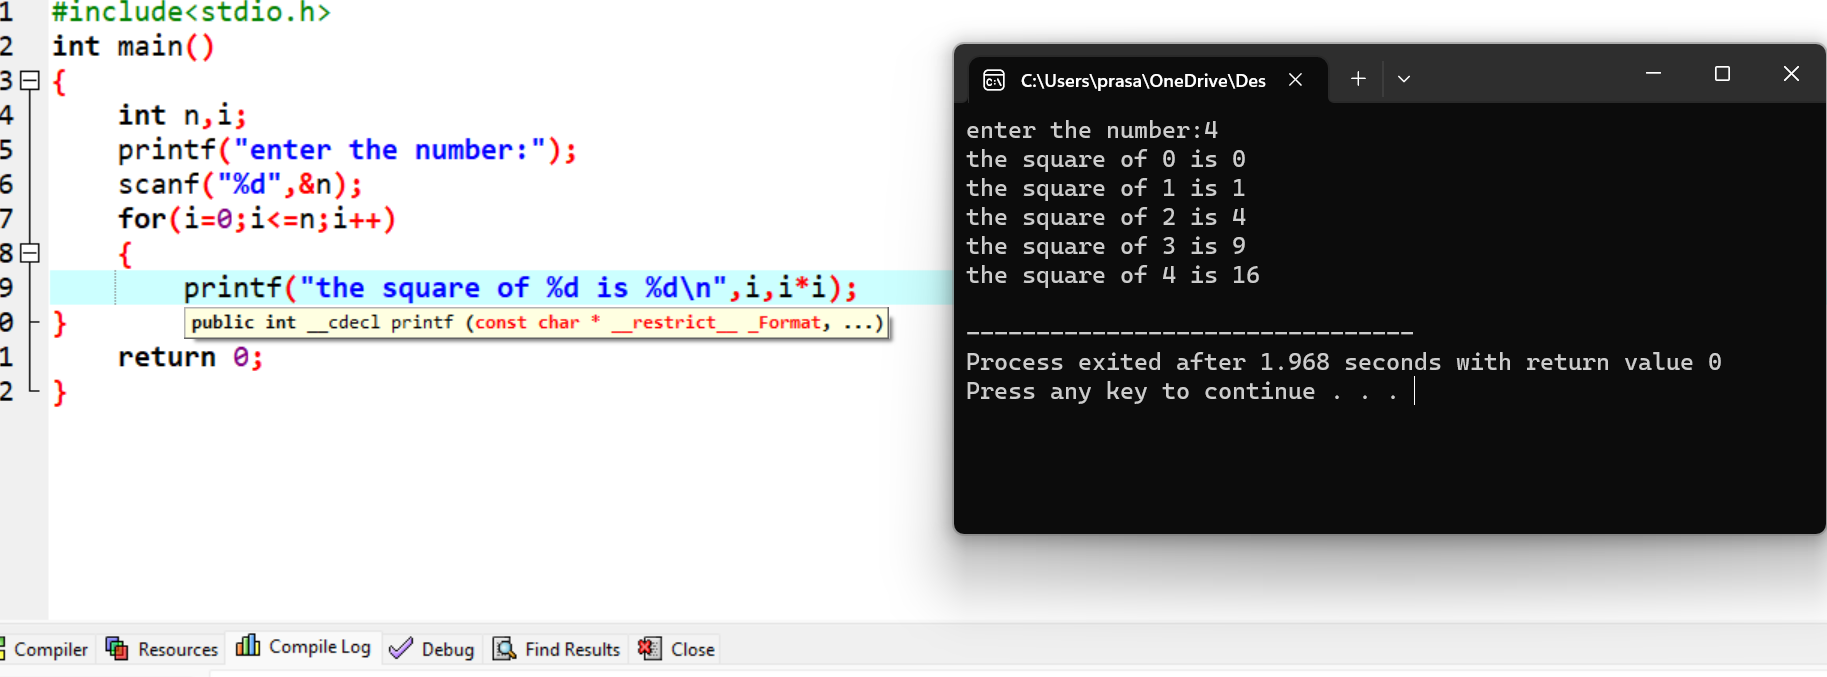 1 #include<stdio.h>
2 int main()
3 {
4 int n,i;
5 printf("enter the number:");
6 scanf("%d",&n);
7 for(i=0;i<=n;i++)
8 {
9 printf("the square of %d is %d\n",i,i*i);
0 }
public int __cdecl printf (const char * __restrict__ _Format, ...)
1 return 0;
2 }
C:\Users\prasa\OneDrive\Des
enter the number:4
the square of 0 is 0
the square of 1 is 1
the square of 2 is 4
the square of 3 is 9
the square of 4 is 16
--------------------------------
Process exited after 1.968 seconds with return value 0
Press any key to continue . . .
Compiler Resources Compile Log Debug Find Results Close